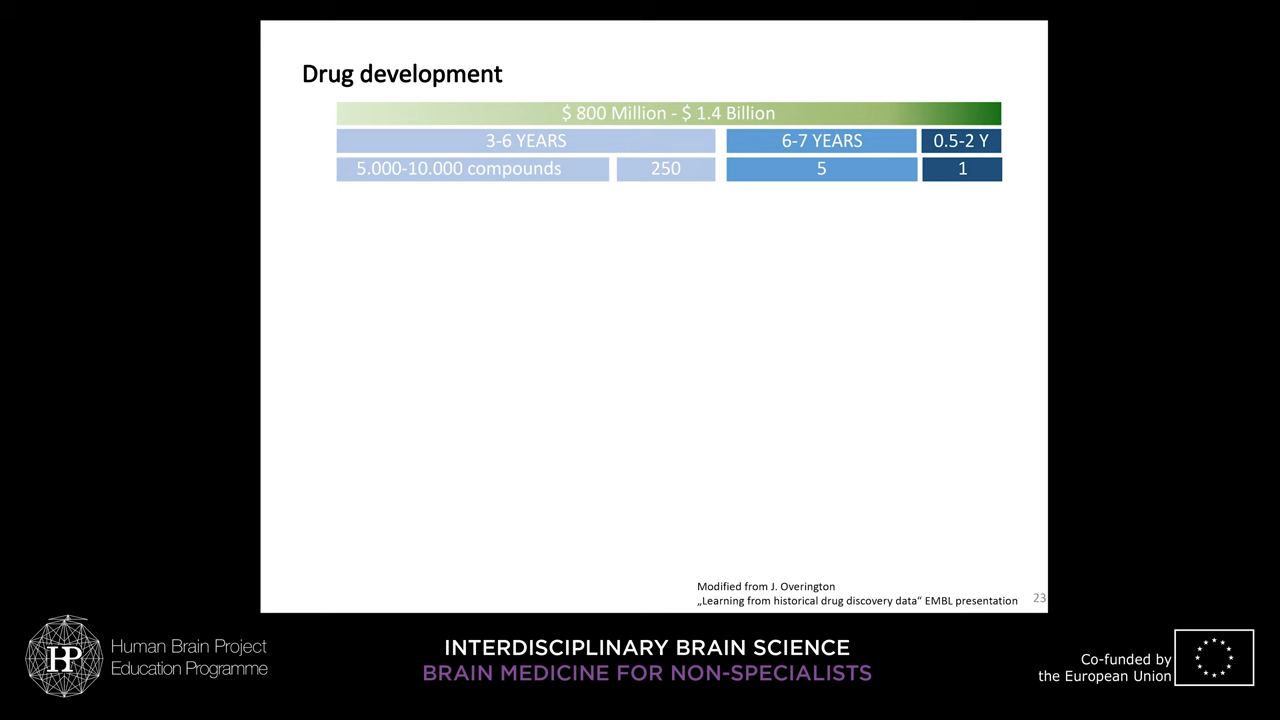 Drug development
$ 800 Million - $ 1.4 Billion
3-6 YEARS 6-7 YEARS 0.5-2 Y
5.000-10.000 compounds 250 5 1
Modified from J. Overington
„Learning from historical drug discovery data“ EMBL presentation
23
HBP
Human Brain Project
Education Programme
INTERDISCIPLINARY BRAIN SCIENCE
BRAIN MEDICINE FOR NON-SPECIALISTS
Co-funded by
the European Union